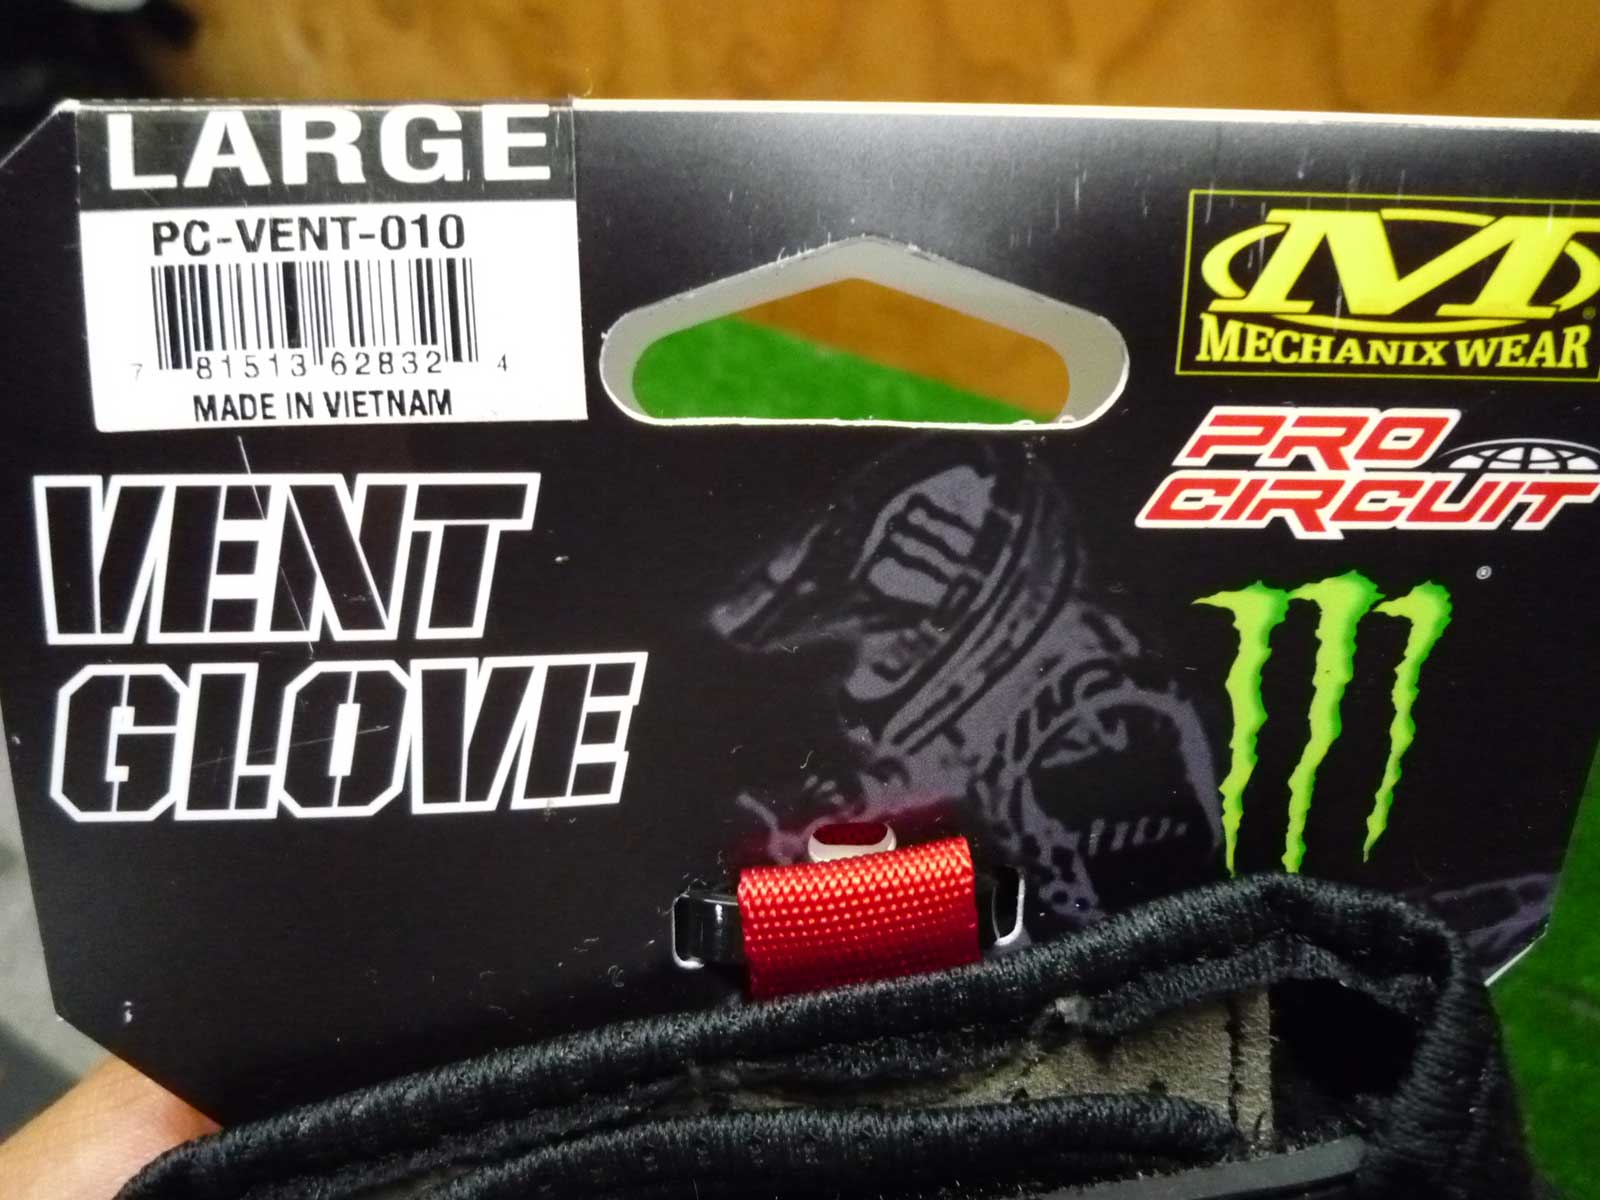 LARGE
PC-VENT-010
7 81513 62832 4
MADE IN VIETNAM
MECHANIX WEAR
PRO
CIRCUIT
VENT
GLOVE